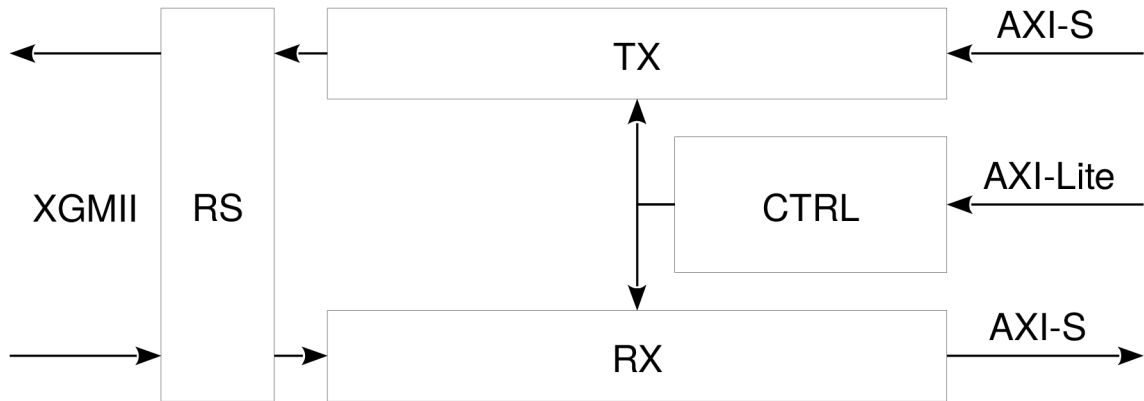 AXI-S
TX
AXI-Lite
XGMII
RS
CTRL
AXI-S
RX